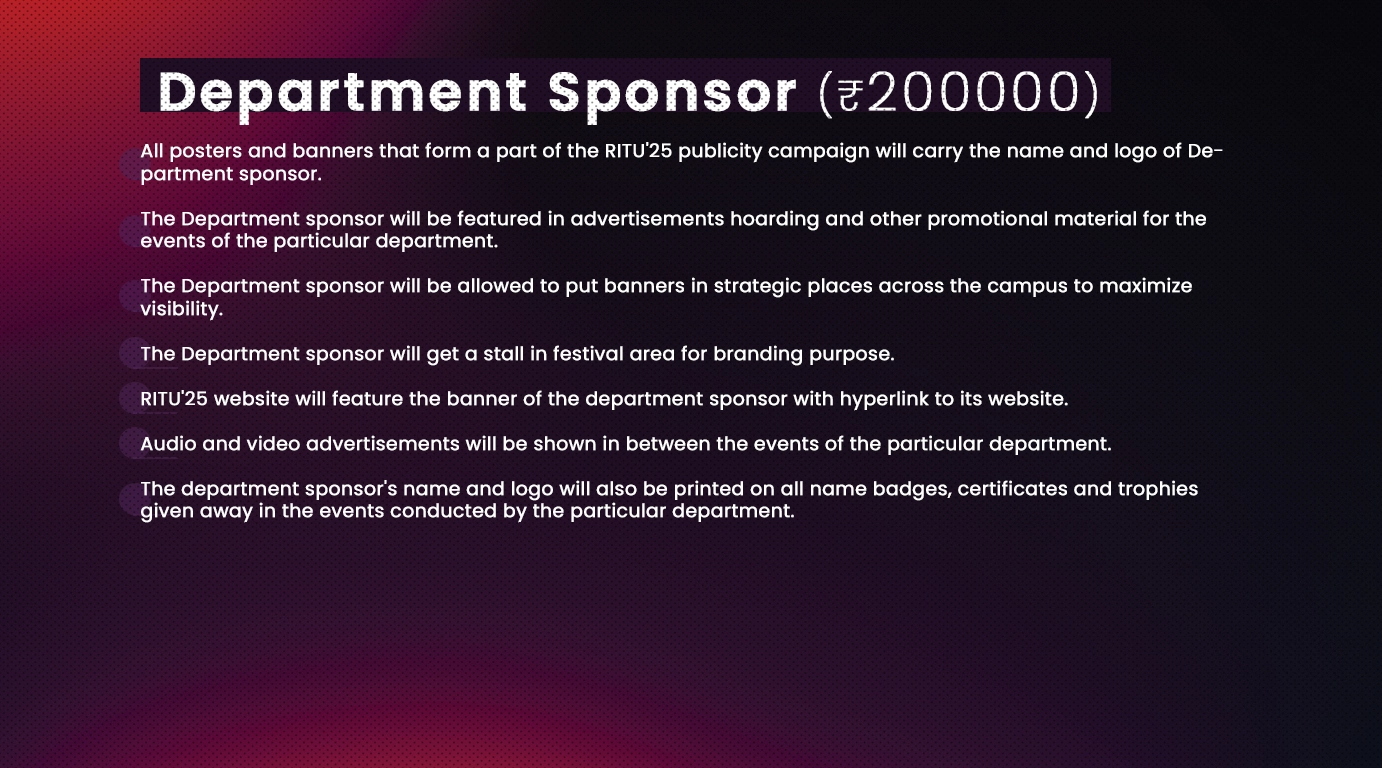 Department Sponsor (₹200000)
All posters and banners that form a part of the RITU'25 publicity campaign will carry the name and logo of De-
partment sponsor.
The Department sponsor will be featured in advertisements hoarding and other promotional material for the
events of the particular department.
The Department sponsor will be allowed to put banners in strategic places across the campus to maximize
visibility.
The Department sponsor will get a stall in festival area for branding purpose.
RITU'25 website will feature the banner of the department sponsor with hyperlink to its website.
Audio and video advertisements will be shown in between the events of the particular department.
The department sponsor's name and logo will also be printed on all name badges, certificates and trophies
given away in the events conducted by the particular department.